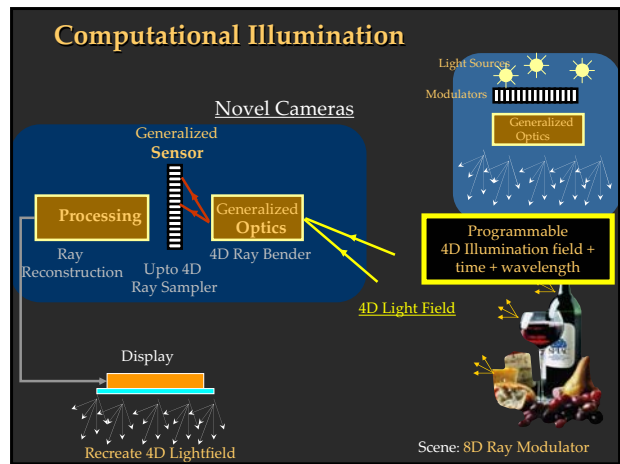 Computational Illumination
Light Sources
Modulators
Generalized
Optics
Novel Cameras
Generalized
Sensor
Processing
Generalized
Optics
Ray
Reconstruction
Upto 4D
Ray Sampler
4D Ray Bender
Programmable
4D Illumination field +
time + wavelength
4D Light Field
Display
Recreate 4D Lightfield
Scene: 8D Ray Modulator